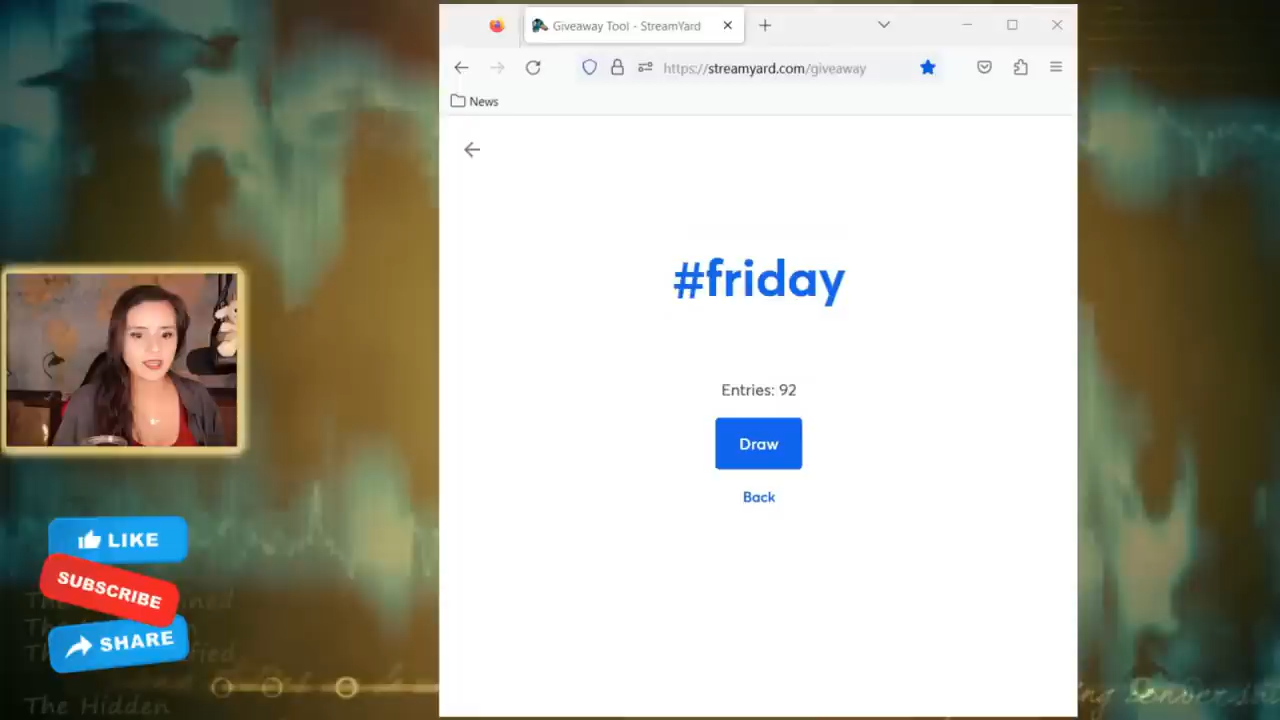 Giveaway Tool - StreamYard
https://streamyard.com/giveaway
News
#friday
Entries: 92
Draw
Back
LIKE
SUBSCRIBE
SHARE
The Hidden